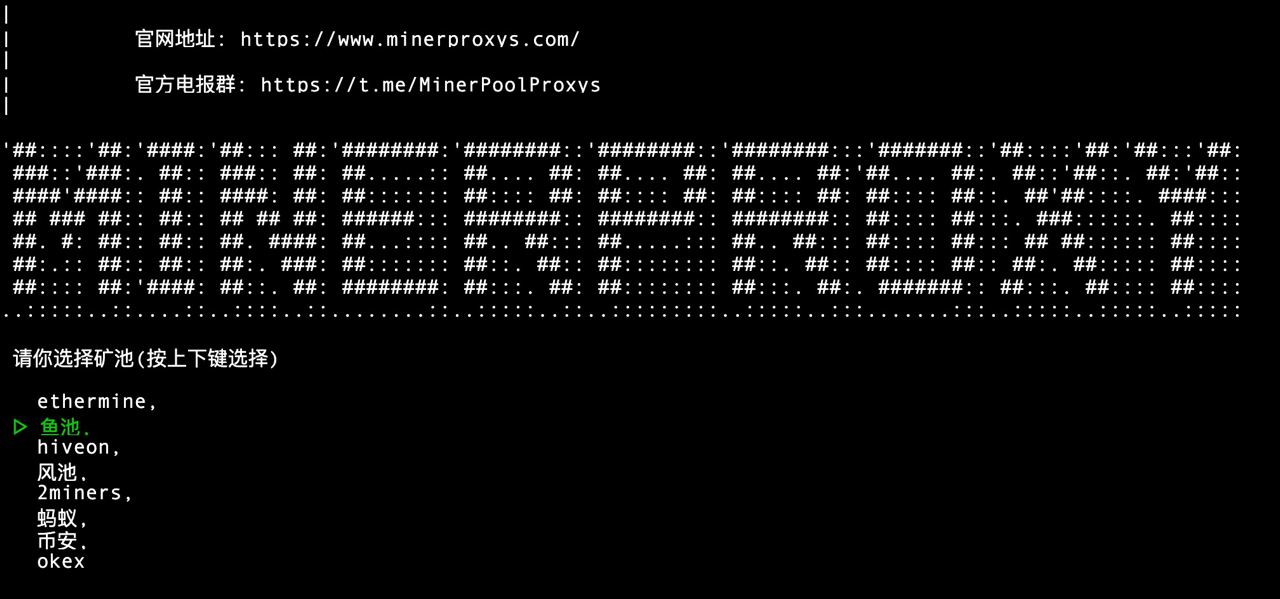 官网地址: https://www.minerproxys.com/
官方电报群: https://t.me/MinerPoolProxys
MINERPROXY
请你选择矿池(按上下键选择)
ethermine,
▷ 鱼池,
hiveon,
风池,
2miners,
蚂蚁,
币安,
okex